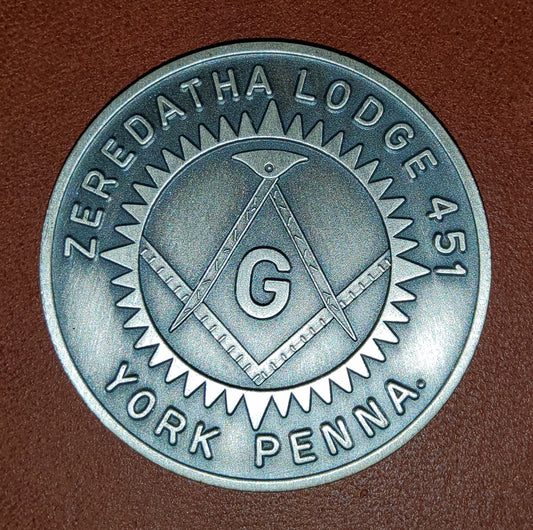 ZEREDATHA LODGE 451
G
YORK PENNA.